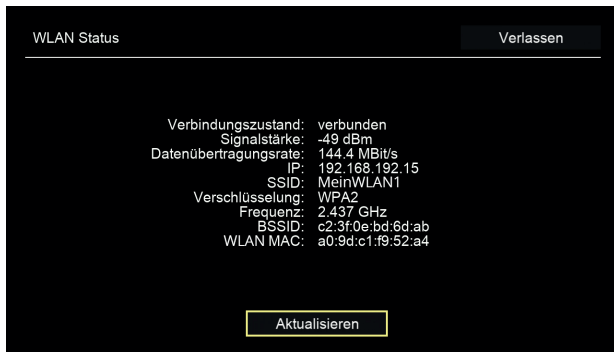 WLAN Status
Verlassen
Verbindungszustand: verbunden
Signalstärke: -49 dBm
Datenübertragungsrate: 144.4 MBit/s
IP: 192.168.192.15
SSID: MeinWLAN1
Verschlüsselung: WPA2
Frequenz: 2.437 GHz
BSSID: c2:3f:0e:bd:6d:ab
WLAN MAC: a0:9d:c1:f9:52:a4
Aktualisieren